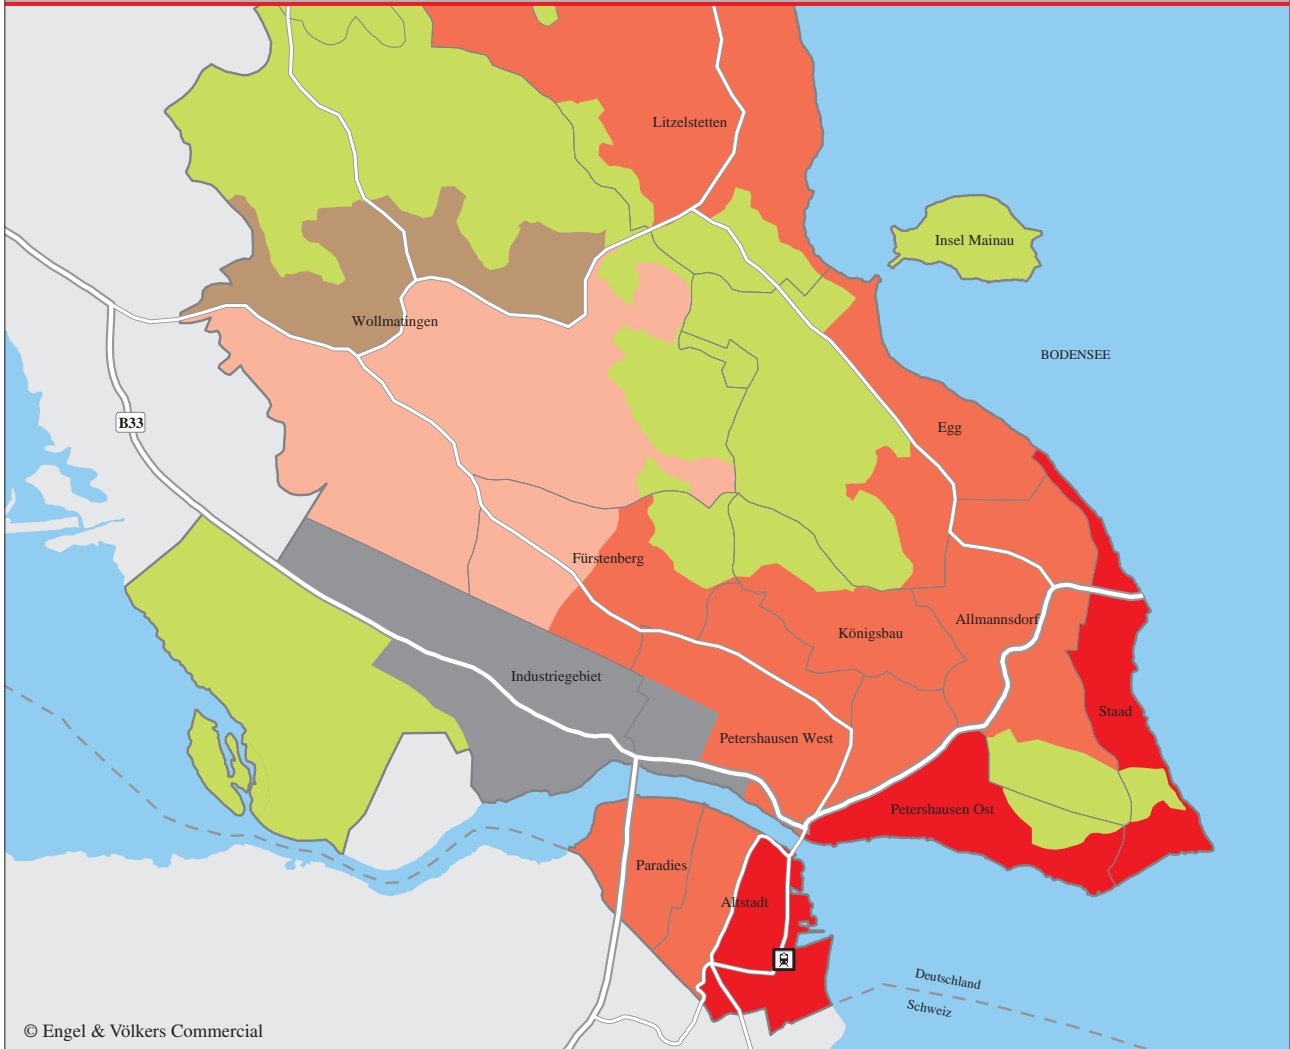 Litzelstetten
Insel Mainau
Wollmatingen
BODENSEE
B33
Egg
Fürstenberg
Allmannsdorf
Königsbau
Industriegebiet
Staad
Petershausen West
Petershausen Ost
Paradies
Altstadt
Deutschland
Schweiz
© Engel & Völkers Commercial